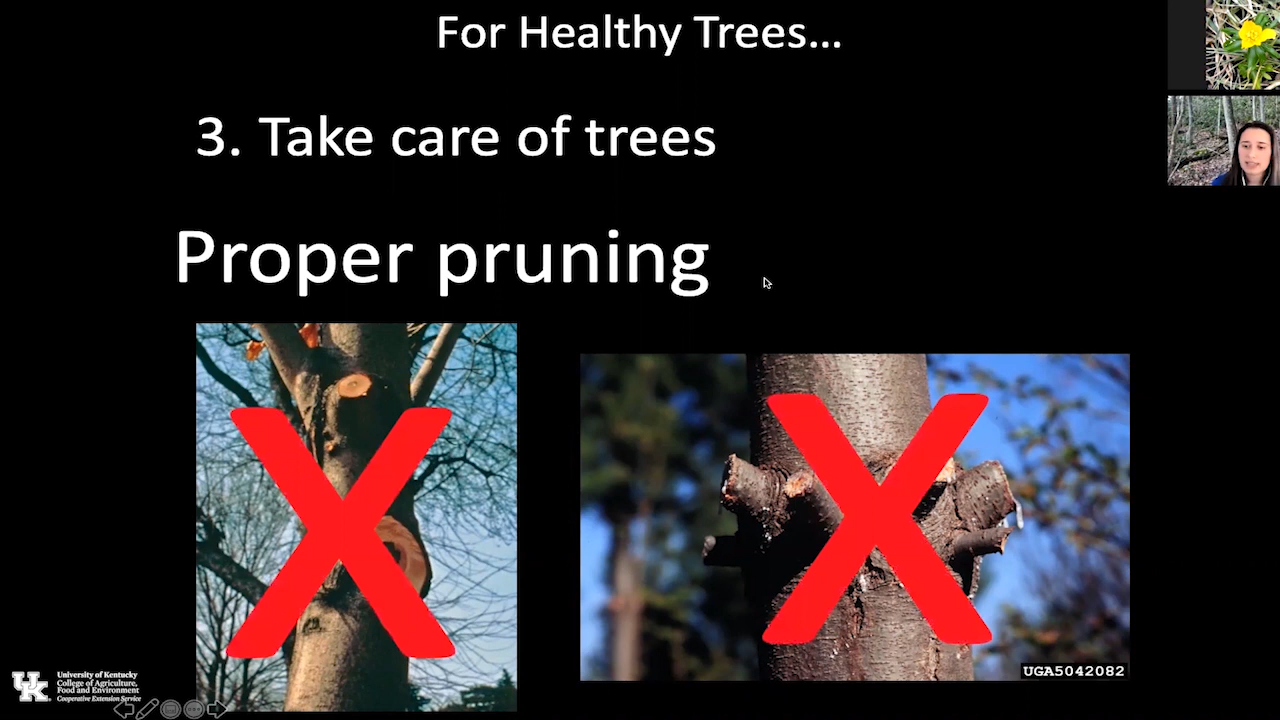 For Healthy Trees...
3. Take care of trees
Proper pruning
UGA5042082
UK
University of Kentucky
College of Agriculture,
Food and Environment
Cooperative Extension Service